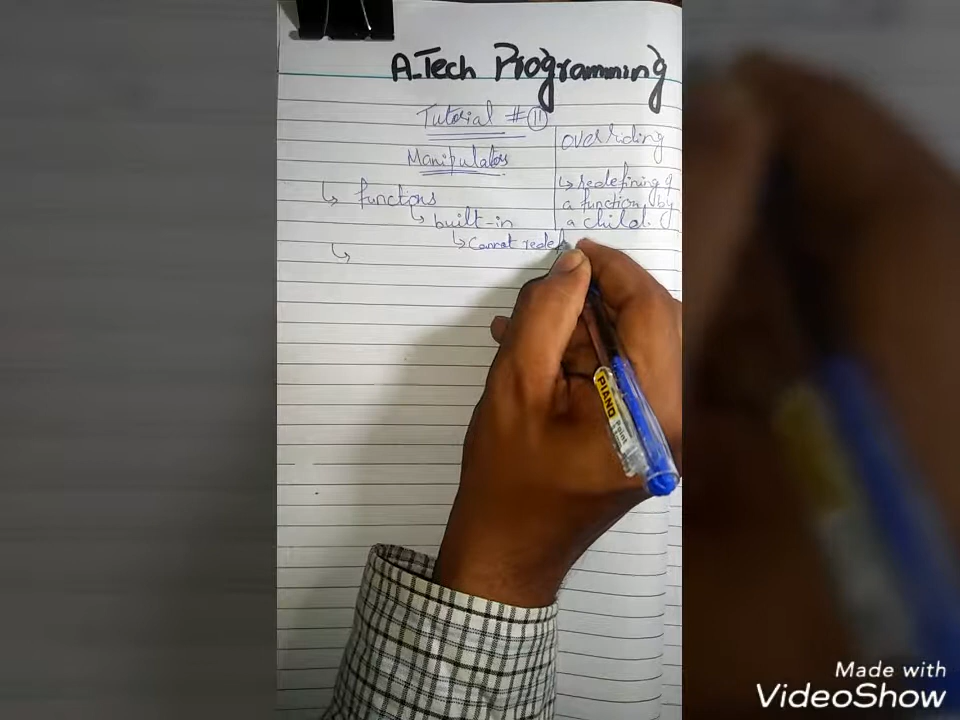 A-Tech Programming
Tutorial #11
Manipulators
overriding
↳ redefining of
a function by
a child.
↳ functions
↳ built-in
↳ Cannot redef
↳
PIANO
Point
Made with
VideoShow